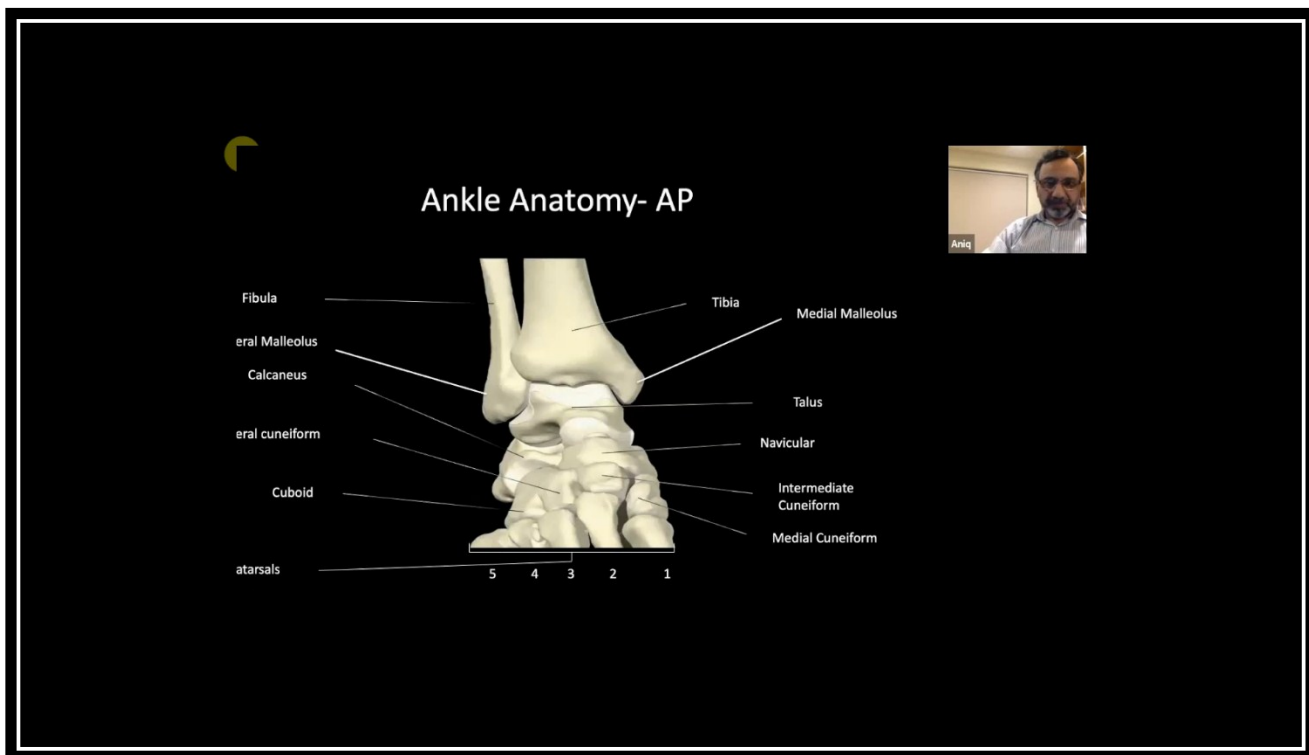 Ankle Anatomy- AP
Aniq
Fibula
Tibia
Medial Malleolus
eral Malleolus
Calcaneus
Talus
eral cuneiform
Navicular
Cuboid
Intermediate
Cuneiform
Medial Cuneiform
atarsals
5 4 3 2 1